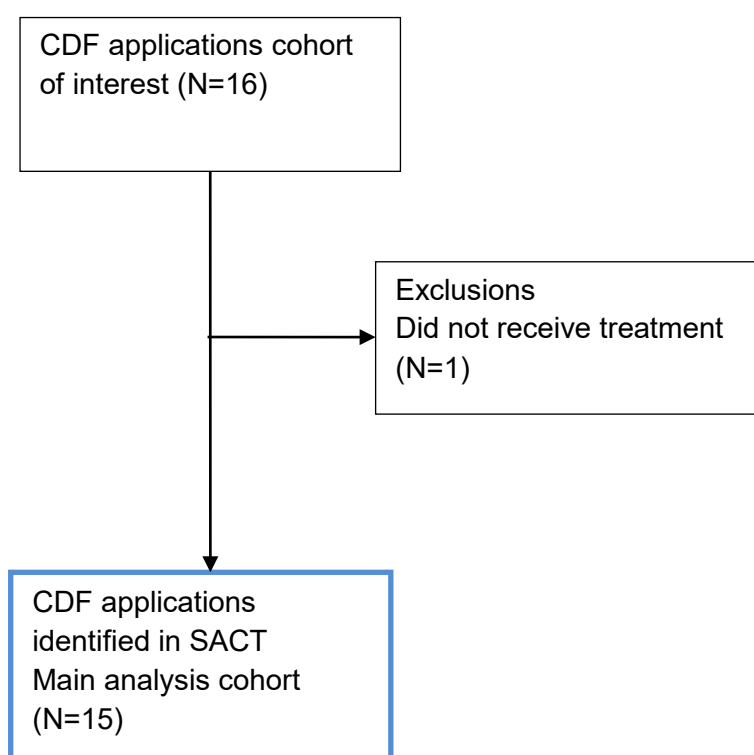 CDF applications cohort
of interest (N=16)
Exclusions
Did not receive treatment
(N=1)
CDF applications
identified in SACT
Main analysis cohort
(N=15)